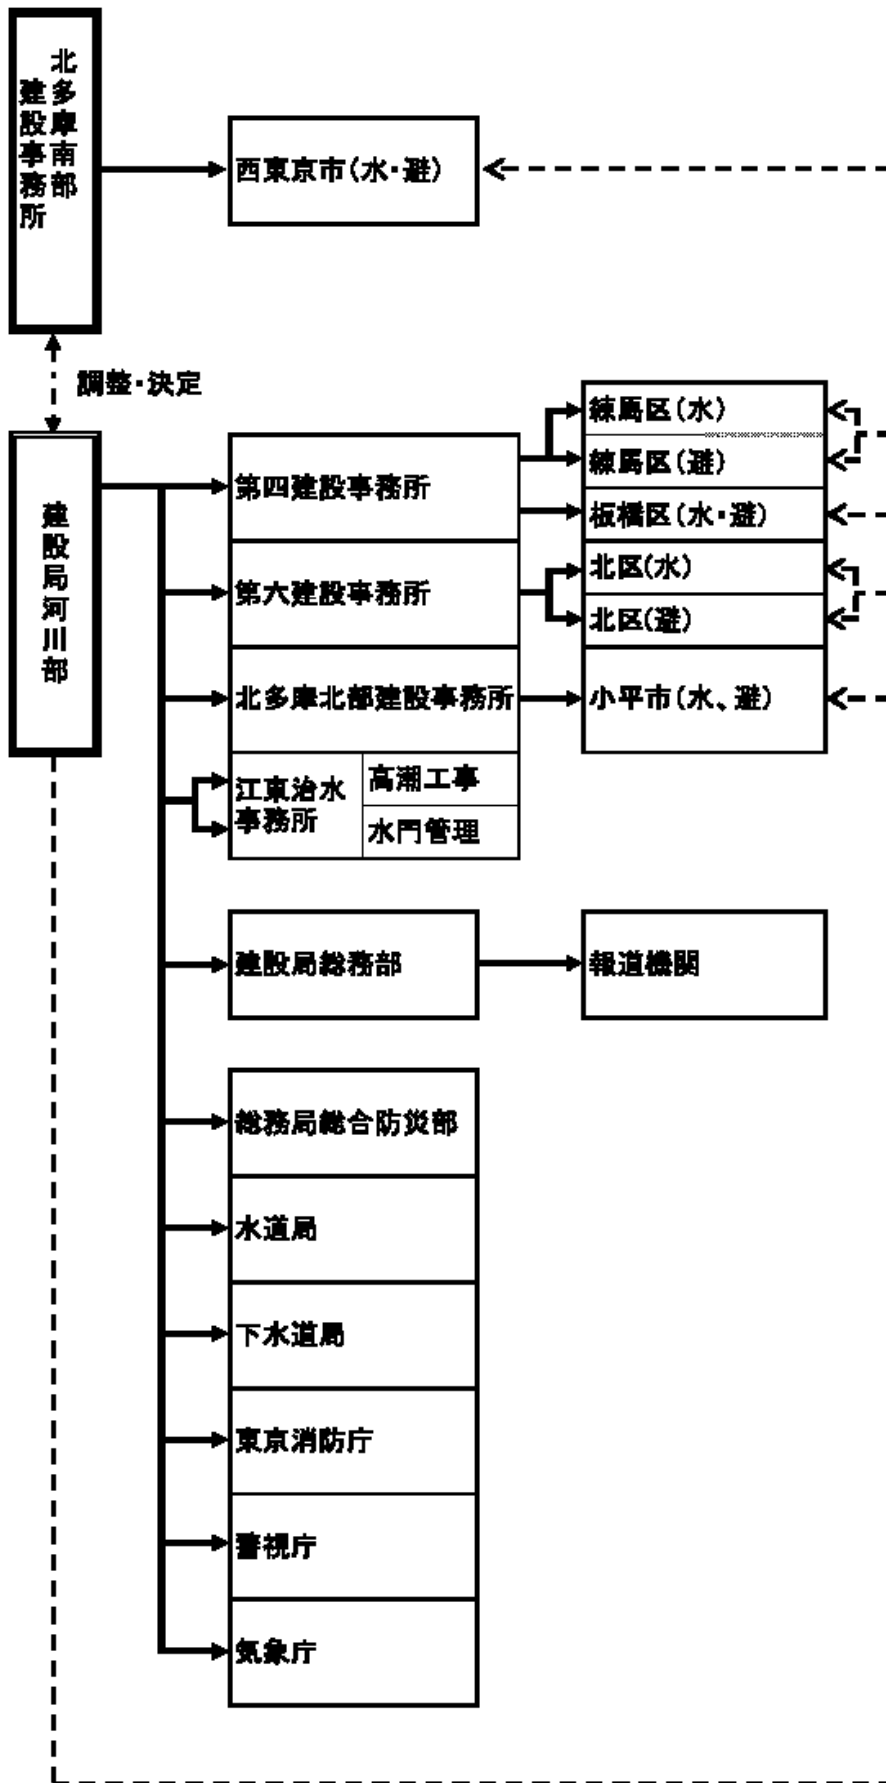 北多摩南部
建設事務所
西東京市(水・避)
調整・決定
建設局河川部
第四建設事務所
練馬区(水)
練馬区(避)
板橋区(水・避)
第六建設事務所
北区(水)
北区(避)
北多摩北部建設事務所
小平市(水、避)
江東治水
事務所
高潮工事
水門管理
建設局総務部
報道機関
総務局総合防災部
水道局
下水道局
東京消防庁
警視庁
気象庁